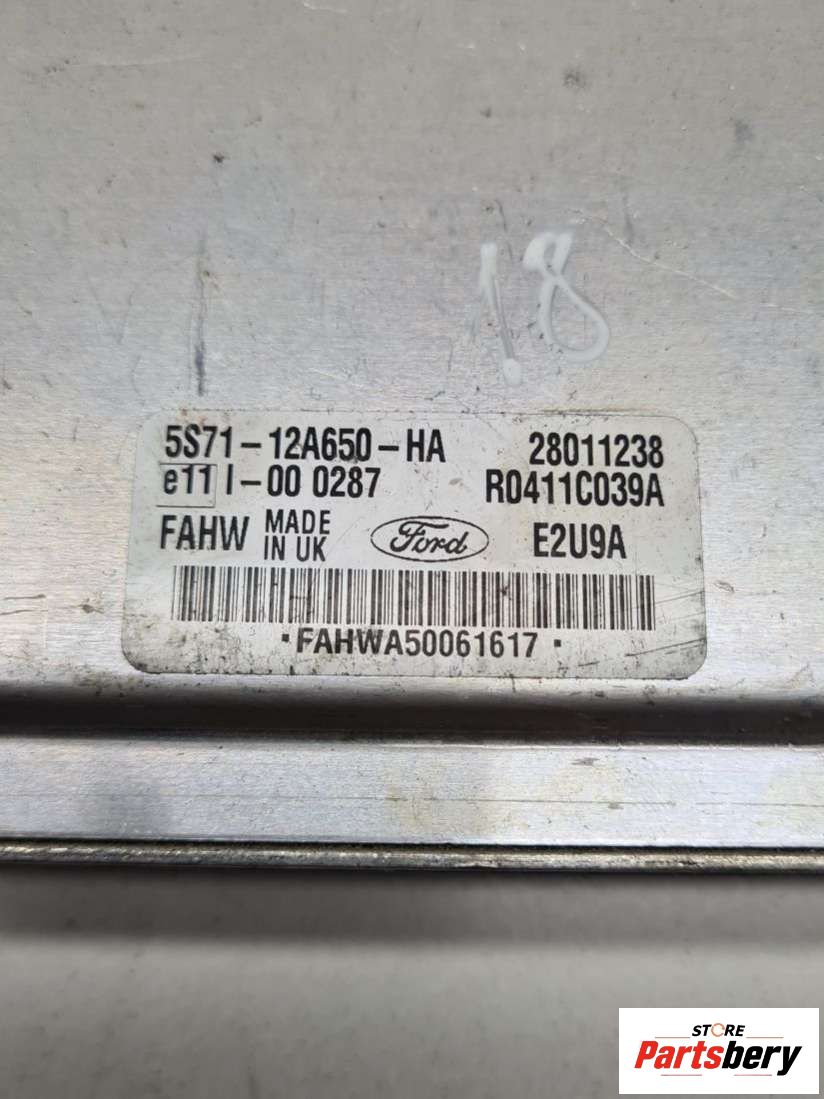 18
5S71-12A650-HA 28011238
e11 I-00 0287 R0411C039A
FAHW MADE IN UK Ford E2U9A
·FAHWA50061617·
STORE
Partsbery